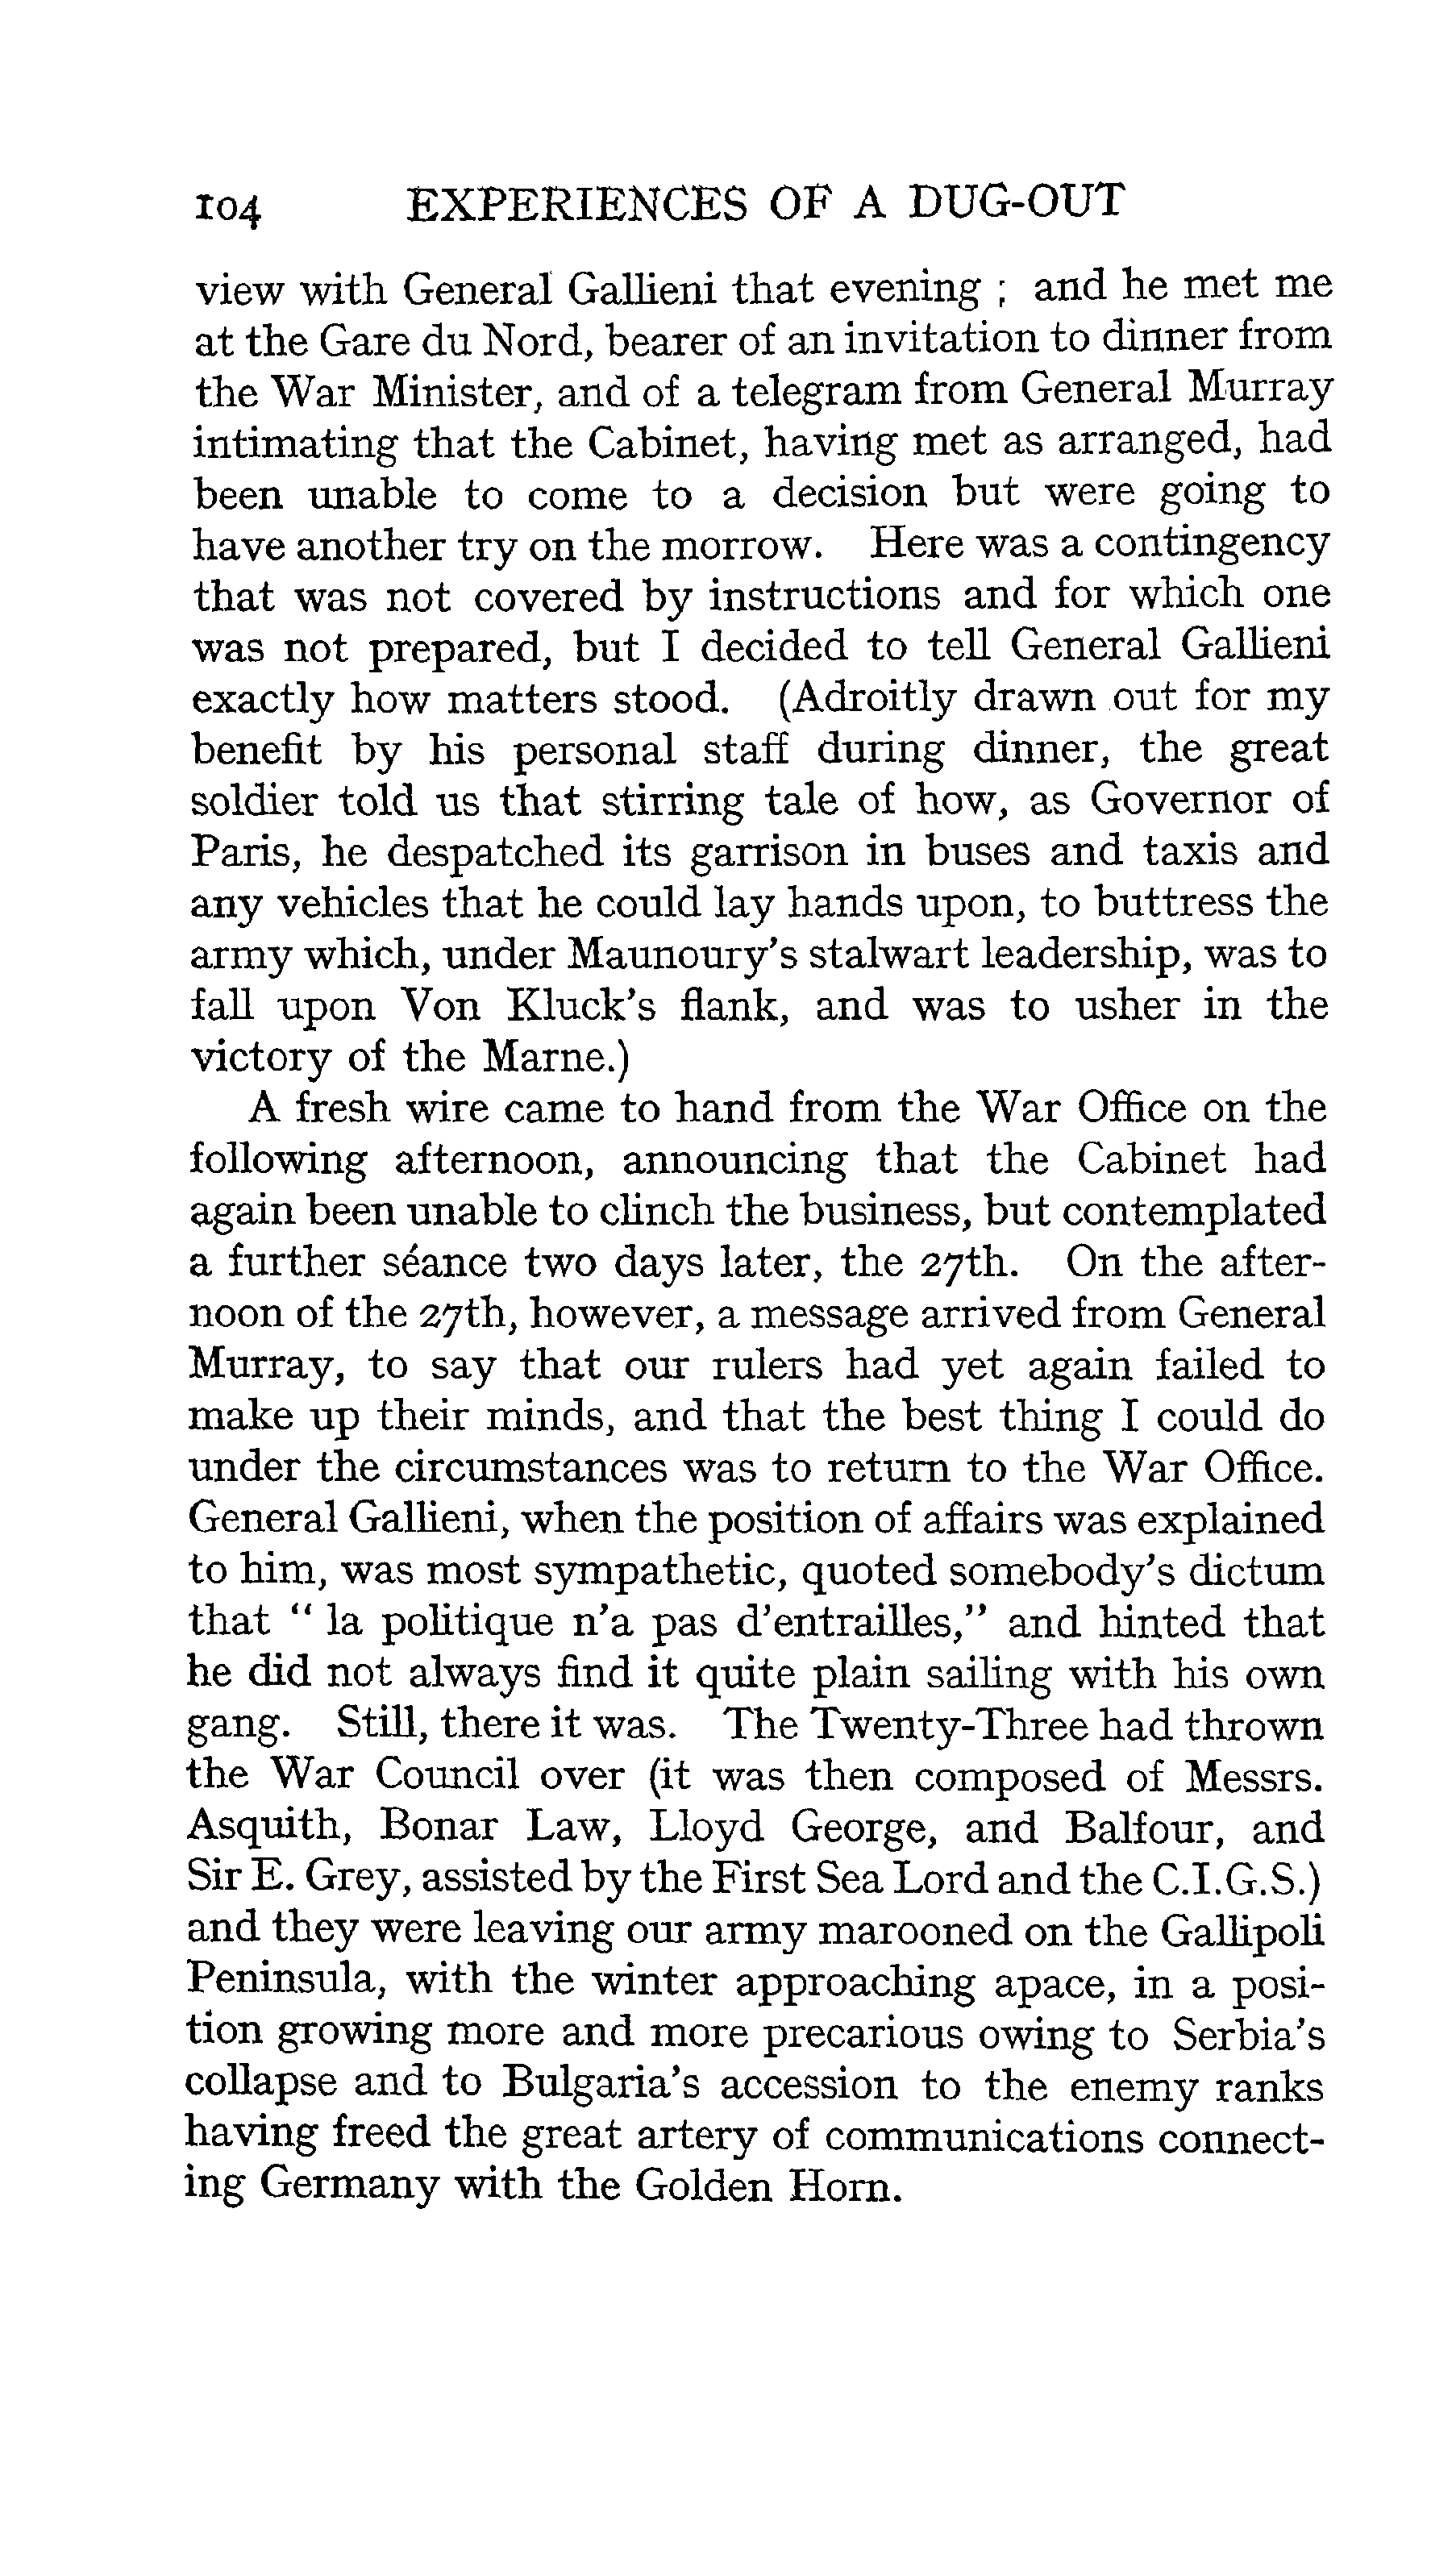 104 EXPERIENCES OF A DUG-OUT
view with General Gallieni that evening ; and he met me
at the Gare du Nord, bearer of an invitation to dinner from
the War Minister, and of a telegram from General Murray
intimating that the Cabinet, having met as arranged, had
been unable to come to a decision but were going to
have another try on the morrow. Here was a contingency
that was not covered by instructions and for which one
was not prepared, but I decided to tell General Gallieni
exactly how matters stood. (Adroitly drawn out for my
benefit by his personal staff during dinner, the great
soldier told us that stirring tale of how, as Governor of
Paris, he despatched its garrison in buses and taxis and
any vehicles that he could lay hands upon, to buttress the
army which, under Maunoury's stalwart leadership, was to
fall upon Von Kluck's flank, and was to usher in the
victory of the Marne.)
A fresh wire came to hand from the War Office on the
following afternoon, announcing that the Cabinet had
again been unable to clinch the business, but contemplated
a further séance two days later, the 27th. On the after-
noon of the 27th, however, a message arrived from General
Murray, to say that our rulers had yet again failed to
make up their minds, and that the best thing I could do
under the circumstances was to return to the War Office.
General Gallieni, when the position of affairs was explained
to him, was most sympathetic, quoted somebody's dictum
that " la politique n'a pas d'entrailles," and hinted that
he did not always find it quite plain sailing with his own
gang. Still, there it was. The Twenty-Three had thrown
the War Council over (it was then composed of Messrs.
Asquith, Bonar Law, Lloyd George, and Balfour, and
Sir E. Grey, assisted by the First Sea Lord and the C.I.G.S.)
and they were leaving our army marooned on the Gallipoli
Peninsula, with the winter approaching apace, in a posi-
tion growing more and more precarious owing to Serbia's
collapse and to Bulgaria's accession to the enemy ranks
having freed the great artery of communications connect-
ing Germany with the Golden Horn.